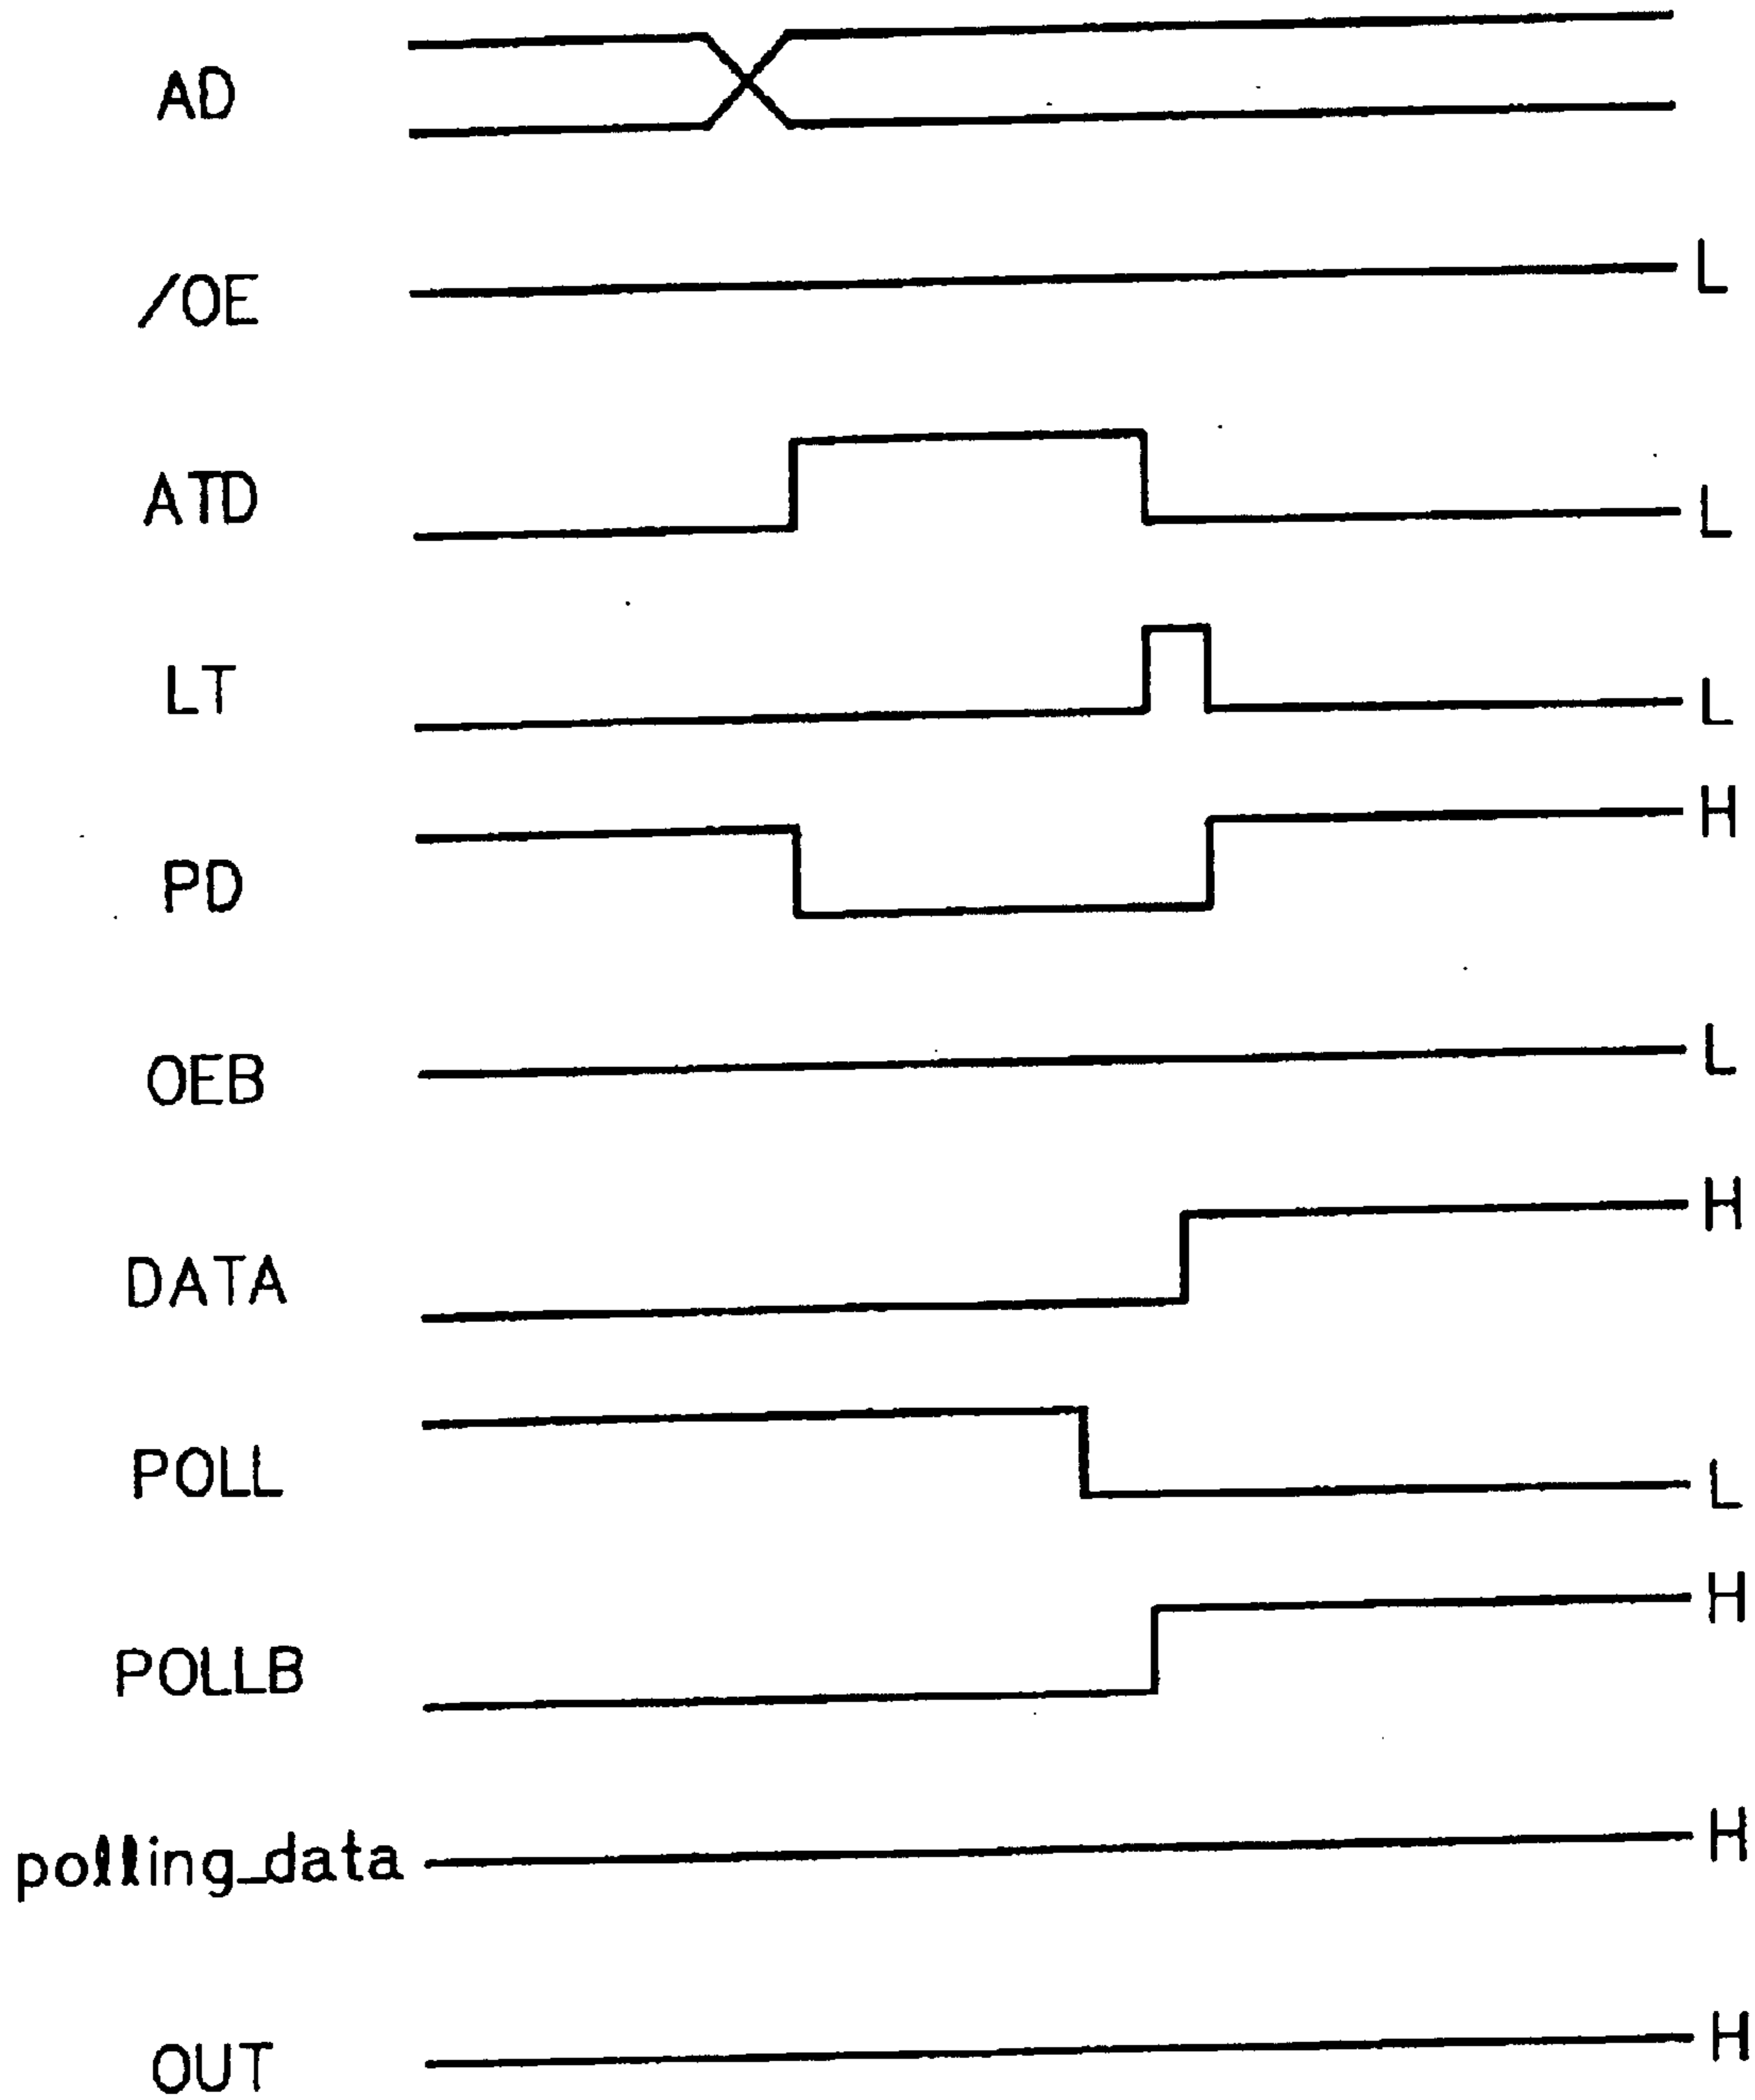 AD
/OE L
ATD L
LT L
PD H
OEB L
DATA H
POLL L
POLLB H
polling_data H
OUT H